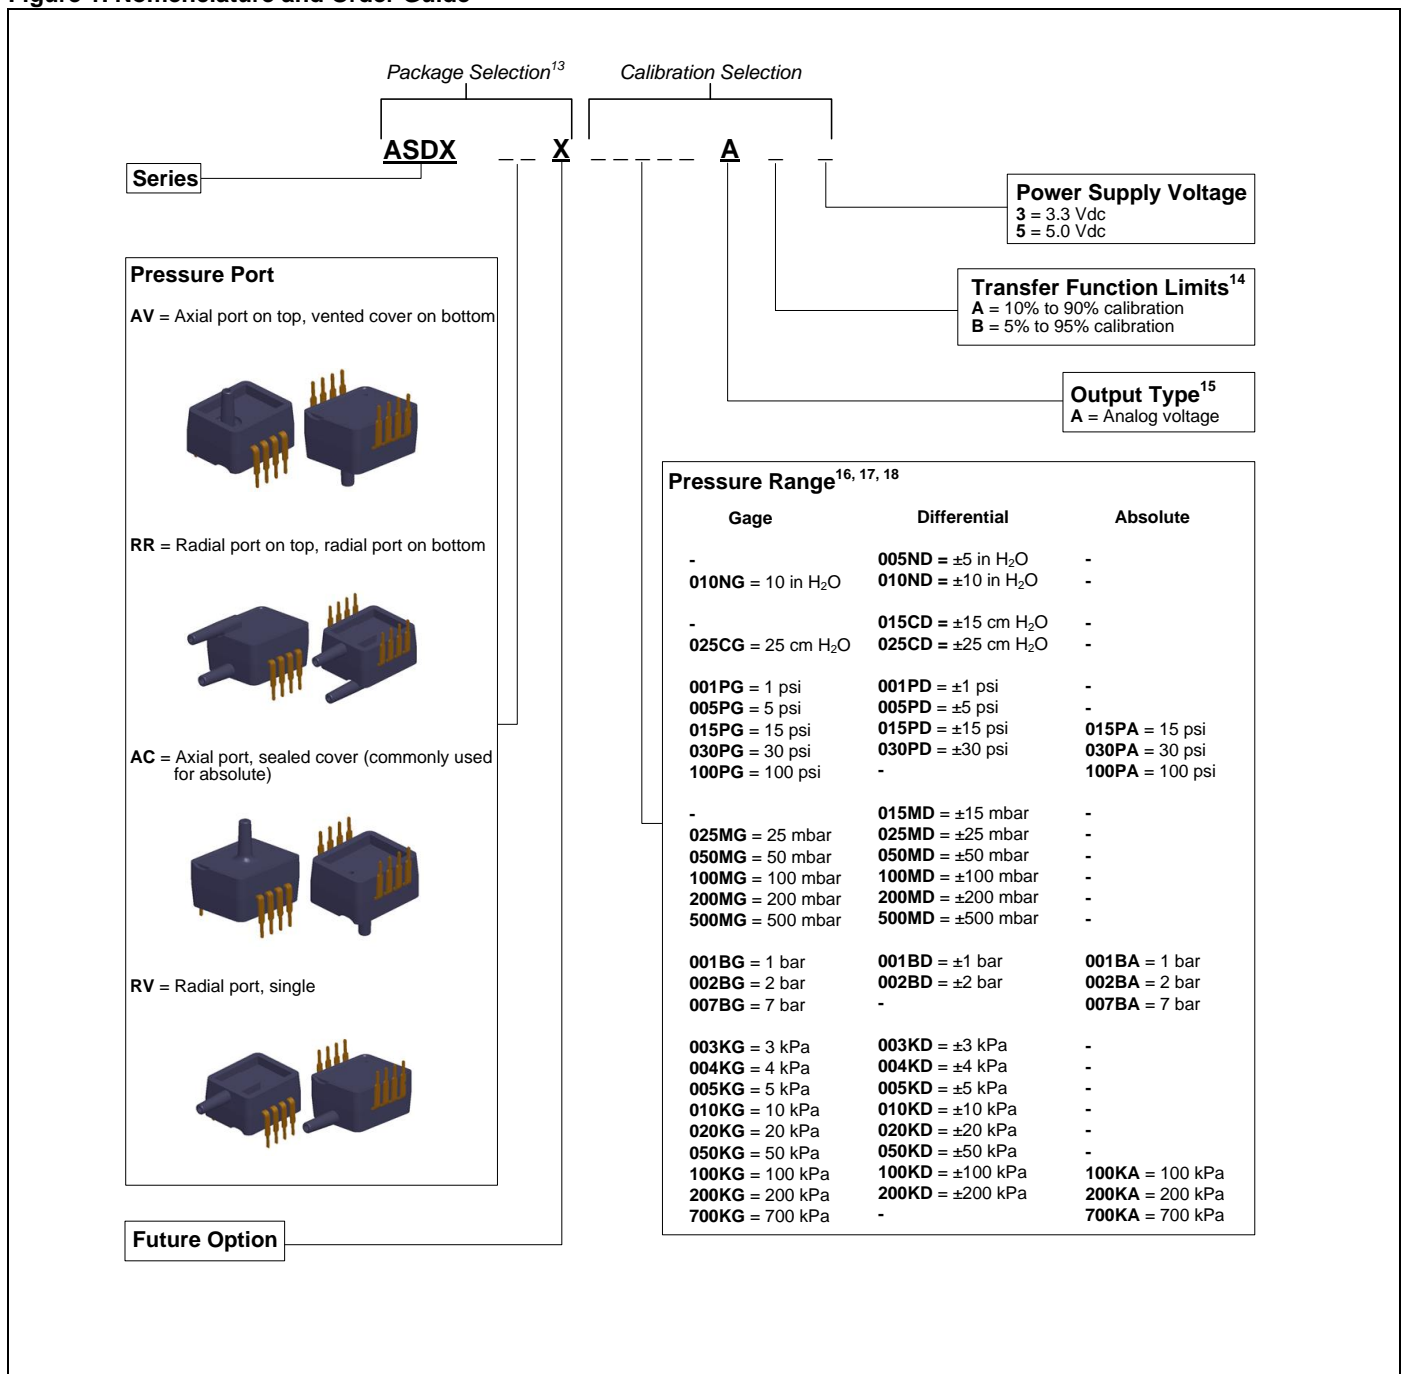 Figure 1. Nomenclature and Order Guide
Package Selection13 Calibration Selection
ASDX _ _ X _ _ _ _ _ A _ _
Series
Power Supply Voltage
3 = 3.3 Vdc
5 = 5.0 Vdc
Transfer Function Limits14
A = 10% to 90% calibration
B = 5% to 95% calibration
Output Type15
A = Analog voltage
Pressure Port
AV = Axial port on top, vented cover on bottom
RR = Radial port on top, radial port on bottom
AC = Axial port, sealed cover (commonly used
for absolute)
RV = Radial port, single
Future Option
Pressure Range16, 17, 18
Gage Differential Absolute
- 005ND = ±5 in H2O -
010NG = 10 in H2O 010ND = ±10 in H2O -
- 015CD = ±15 cm H2O -
025CG = 25 cm H2O 025CD = ±25 cm H2O -
001PG = 1 psi 001PD = ±1 psi -
005PG = 5 psi 005PD = ±5 psi -
015PG = 15 psi 015PD = ±15 psi 015PA = 15 psi
030PG = 30 psi 030PD = ±30 psi 030PA = 30 psi
100PG = 100 psi - 100PA = 100 psi
- 015MD = ±15 mbar -
025MG = 25 mbar 025MD = ±25 mbar -
050MG = 50 mbar 050MD = ±50 mbar -
100MG = 100 mbar 100MD = ±100 mbar -
200MG = 200 mbar 200MD = ±200 mbar -
500MG = 500 mbar 500MD = ±500 mbar -
001BG = 1 bar 001BD = ±1 bar 001BA = 1 bar
002BG = 2 bar 002BD = ±2 bar 002BA = 2 bar
007BG = 7 bar - 007BA = 7 bar
003KG = 3 kPa 003KD = ±3 kPa -
004KG = 4 kPa 004KD = ±4 kPa -
005KG = 5 kPa 005KD = ±5 kPa -
010KG = 10 kPa 010KD = ±10 kPa -
020KG = 20 kPa 020KD = ±20 kPa -
050KG = 50 kPa 050KD = ±50 kPa -
100KG = 100 kPa 100KD = ±100 kPa 100KA = 100 kPa
200KG = 200 kPa 200KD = ±200 kPa 200KA = 200 kPa
700KG = 700 kPa - 700KA = 700 kPa